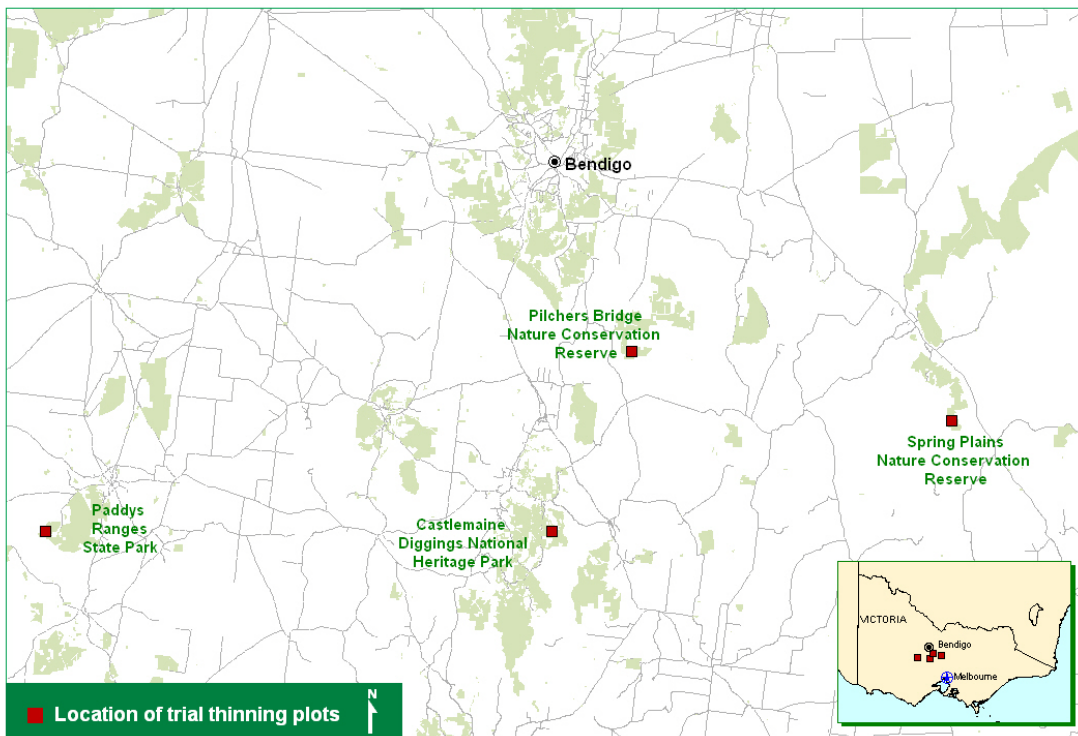 Bendigo
Pilchers Bridge
Nature Conservation
Reserve
Spring Plains
Nature Conservation
Reserve
Paddys
Ranges
State Park
Castlemaine
Diggings National
Heritage Park
VICTORIA
Bendigo
Melbourne
Location of trial thinning plots
N